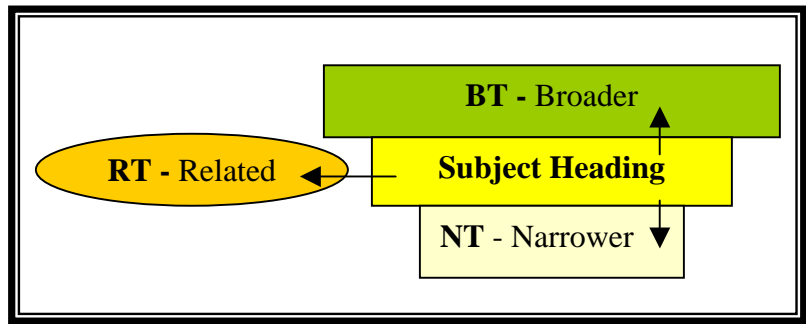 BT - Broader
RT - Related
Subject Heading
NT - Narrower